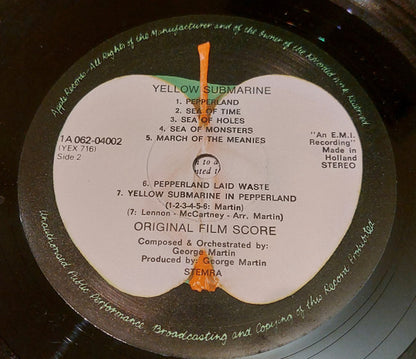 Apple Records - All Rights of the Manufacturer and of the Owner of the Recorded Work Reserved
YELLOW SUBMARINE
1. PEPPERLAND
2. SEA OF TIME
3. SEA OF HOLES
4. SEA OF MONSTERS
5. MARCH OF THE MEANIES
1A 062-04002
(YEX 716)
Side 2
"An E.M.I.
Recording"
Made in
Holland
STEREO
to a
ted t
6. PEPPERLAND LAID WASTE
7. YELLOW SUBMARINE IN PEPPERLAND
(1-2-3-4-5-6: Martin)
(7: Lennon - McCartney - Arr. Martin)
ORIGINAL FILM SCORE
Composed & Orchestrated by:
George Martin
Produced by: George Martin
STEMRA
Unauthorised Public Performance, Broadcasting and Copying of this Record Prohibited